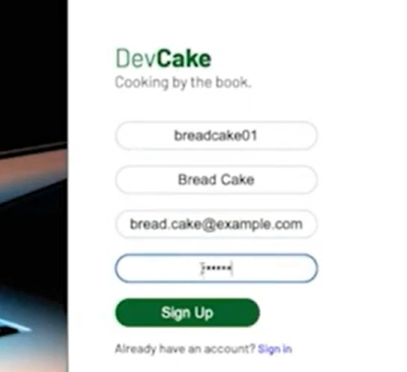 DevCake
Cooking by the book.
breadcake01
Bread Cake
bread.cake@example.com
Sign Up
Already have an account? Sign in